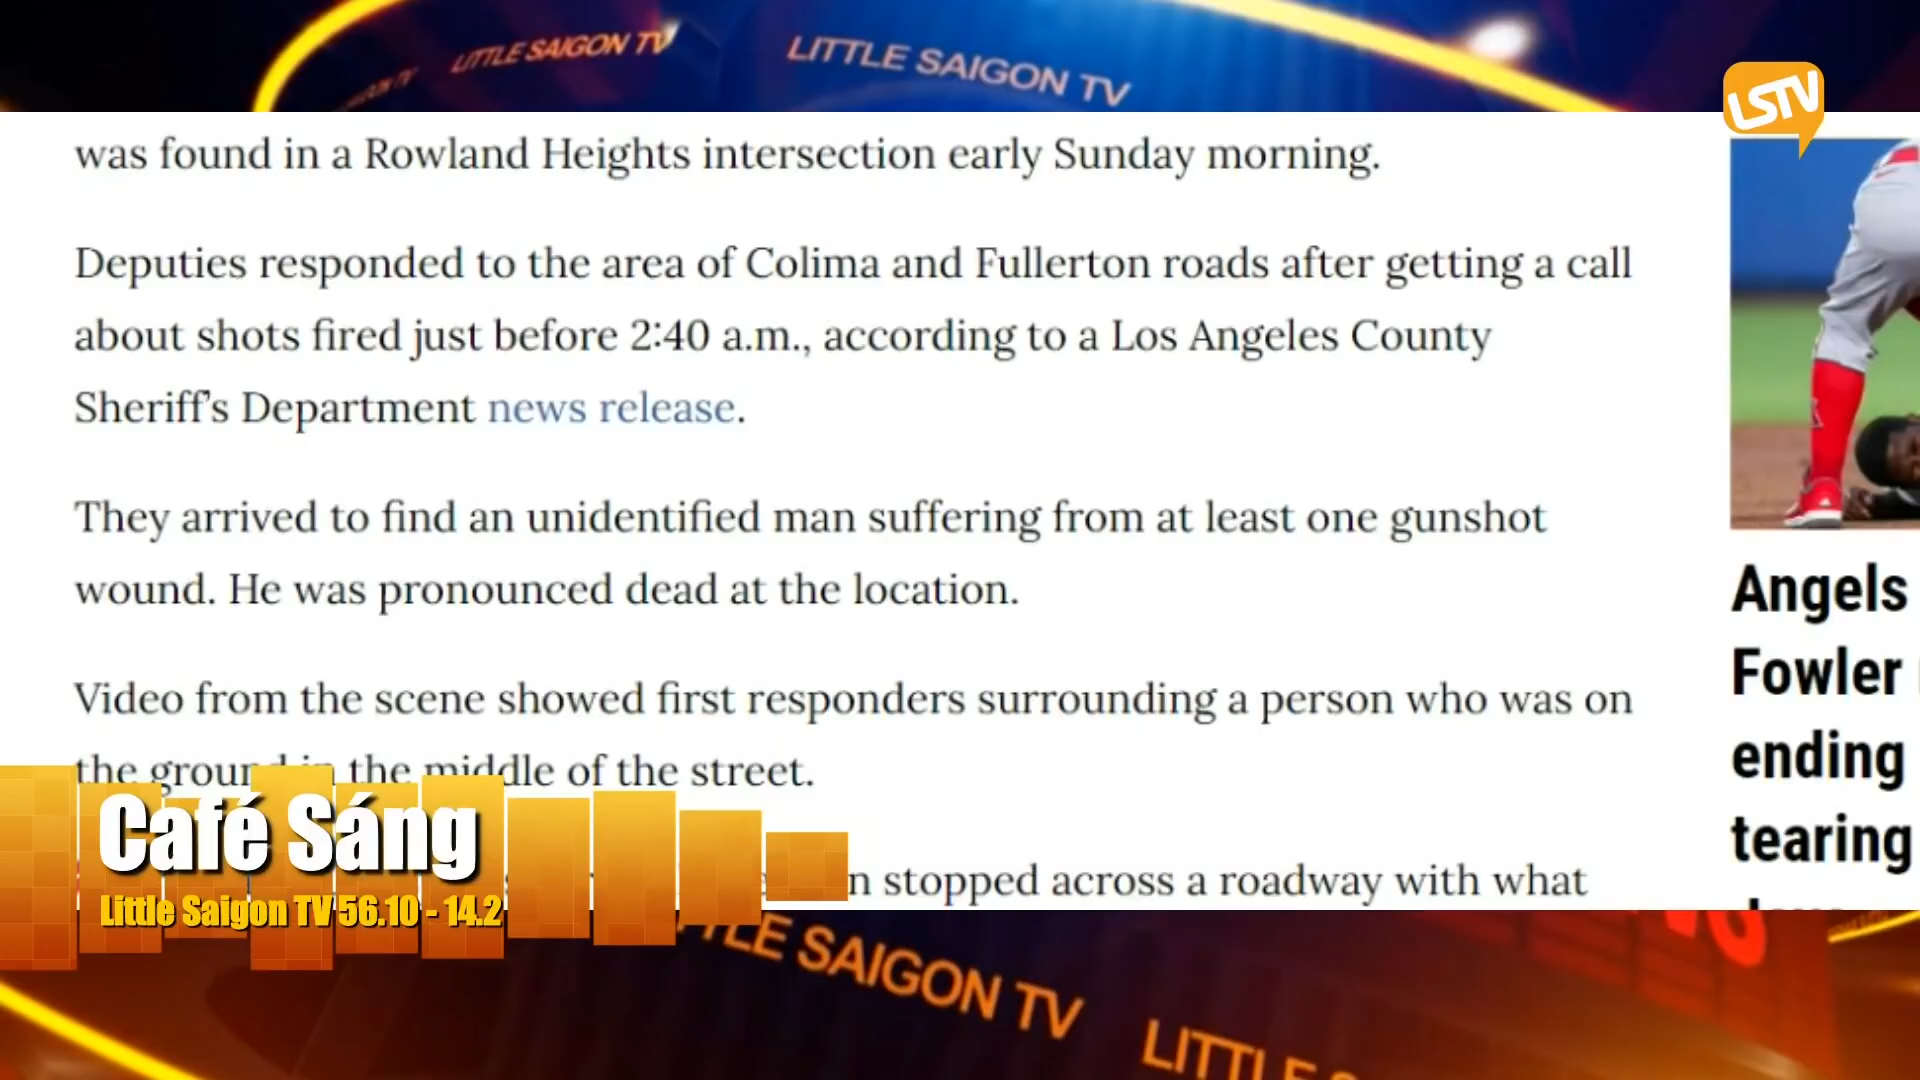 LITTLE SAIGON TV
LITTLE SAIGON TV
LSTV
was found in a Rowland Heights intersection early Sunday morning.
Deputies responded to the area of Colima and Fullerton roads after getting a call
about shots fired just before 2:40 a.m., according to a Los Angeles County
Sheriff's Department news release.
They arrived to find an unidentified man suffering from at least one gunshot
wound. He was pronounced dead at the location.
Video from the scene showed first responders surrounding a person who was on
the ground in the middle of the street.
stopped across a roadway with what
Angels
Fowler
ending
tearing
Café Sáng
Little Saigon TV 56.10 - 14.2
SAIGON TV
LITTLE